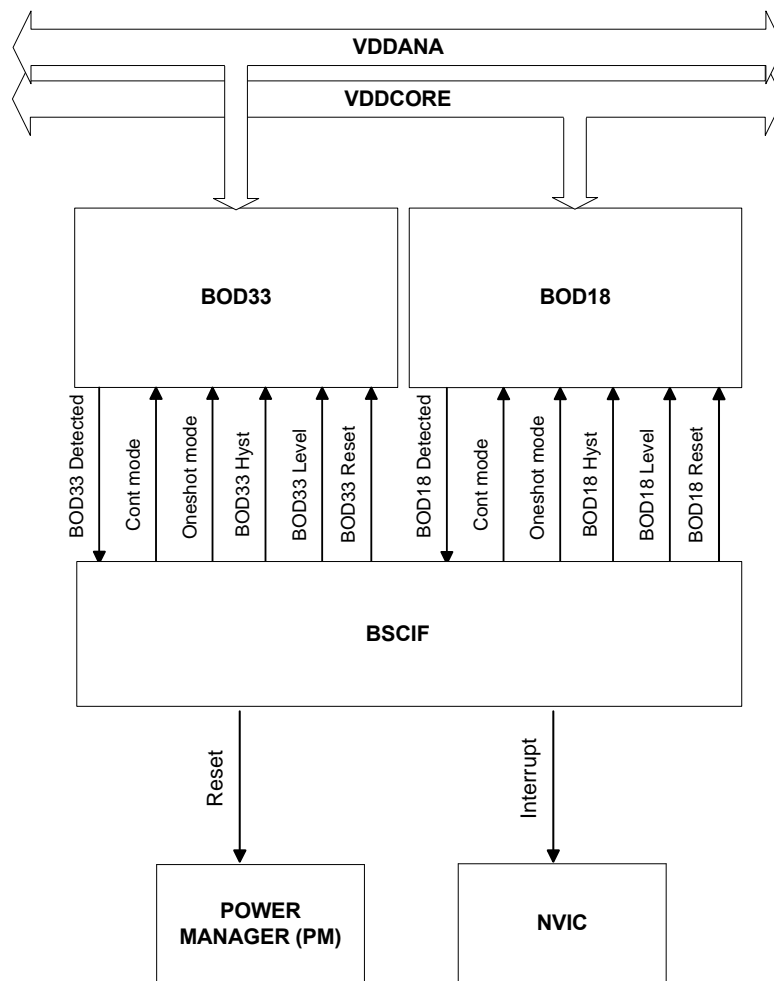 VDDANA
VDDCORE
BOD33
BOD18
BOD33 Detected
Cont mode
Oneshot mode
BOD33 Hyst
BOD33 Level
BOD33 Reset
BOD18 Detected
Cont mode
Oneshot mode
BOD18 Hyst
BOD18 Level
BOD18 Reset
BSCIF
Reset
Interrupt
POWER
MANAGER (PM)
NVIC